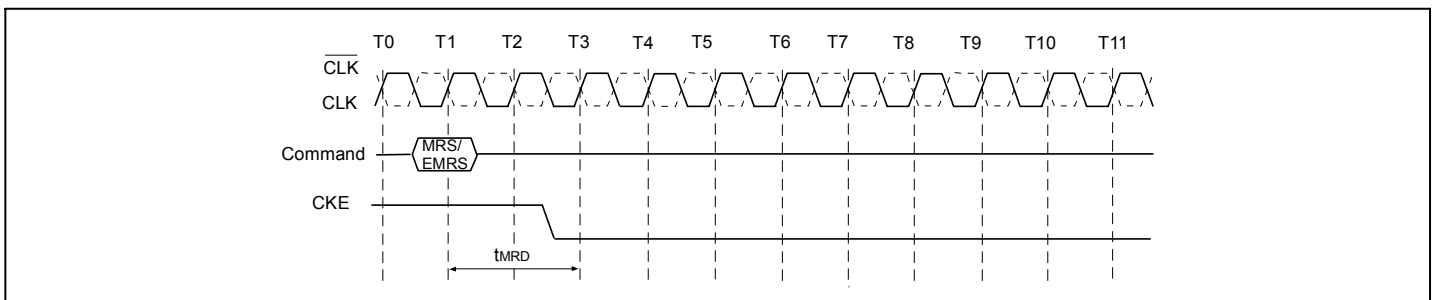 T0 T1 T2 T3 T4 T5 T6 T7 T8 T9 T10 T11
CLK
CLK
Command
MRS/
EMRS
CKE
tMRD